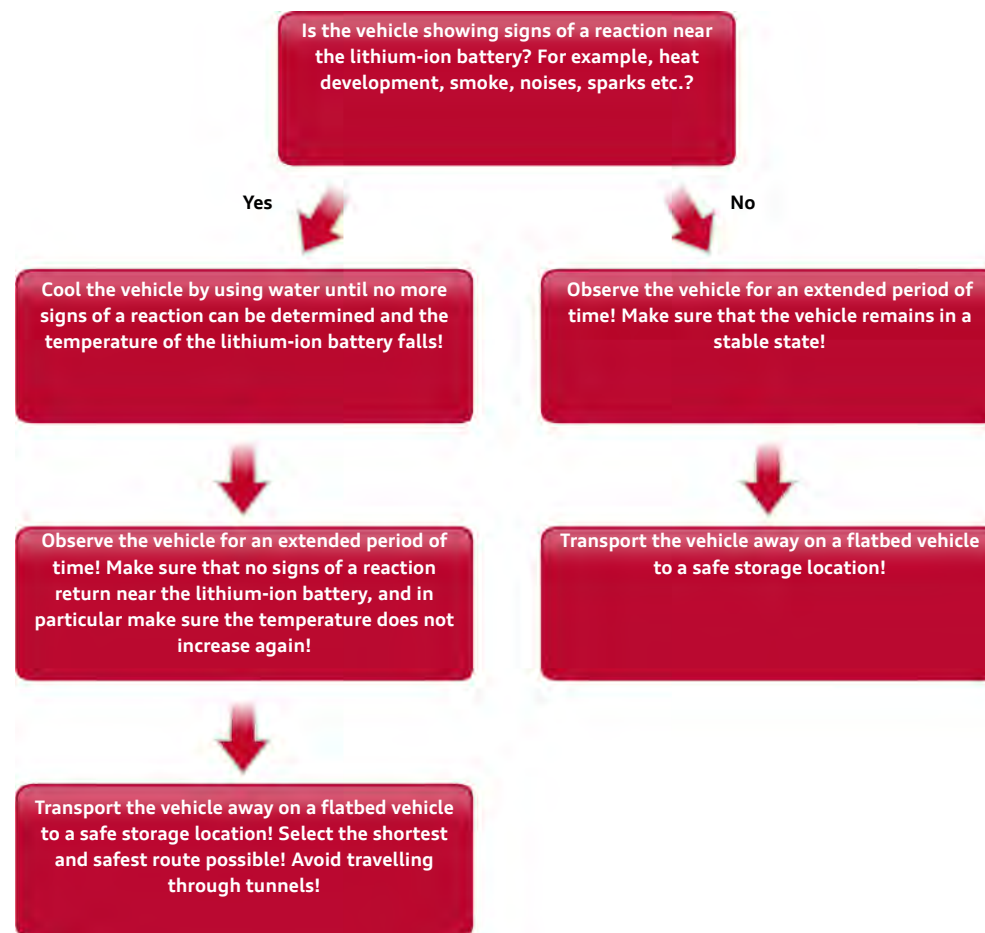 Is the vehicle showing signs of a reaction near
the lithium-ion battery? For example, heat
development, smoke, noises, sparks etc.?
Yes
No
Cool the vehicle by using water until no more
signs of a reaction can be determined and the
temperature of the lithium-ion battery falls!
Observe the vehicle for an extended period of
time! Make sure that the vehicle remains in a
stable state!
Observe the vehicle for an extended period of
time! Make sure that no signs of a reaction
return near the lithium-ion battery, and in
particular make sure the temperature does not
increase again!
Transport the vehicle away on a flatbed vehicle
to a safe storage location!
Transport the vehicle away on a flatbed vehicle
to a safe storage location! Select the shortest
and safest route possible! Avoid travelling
through tunnels!